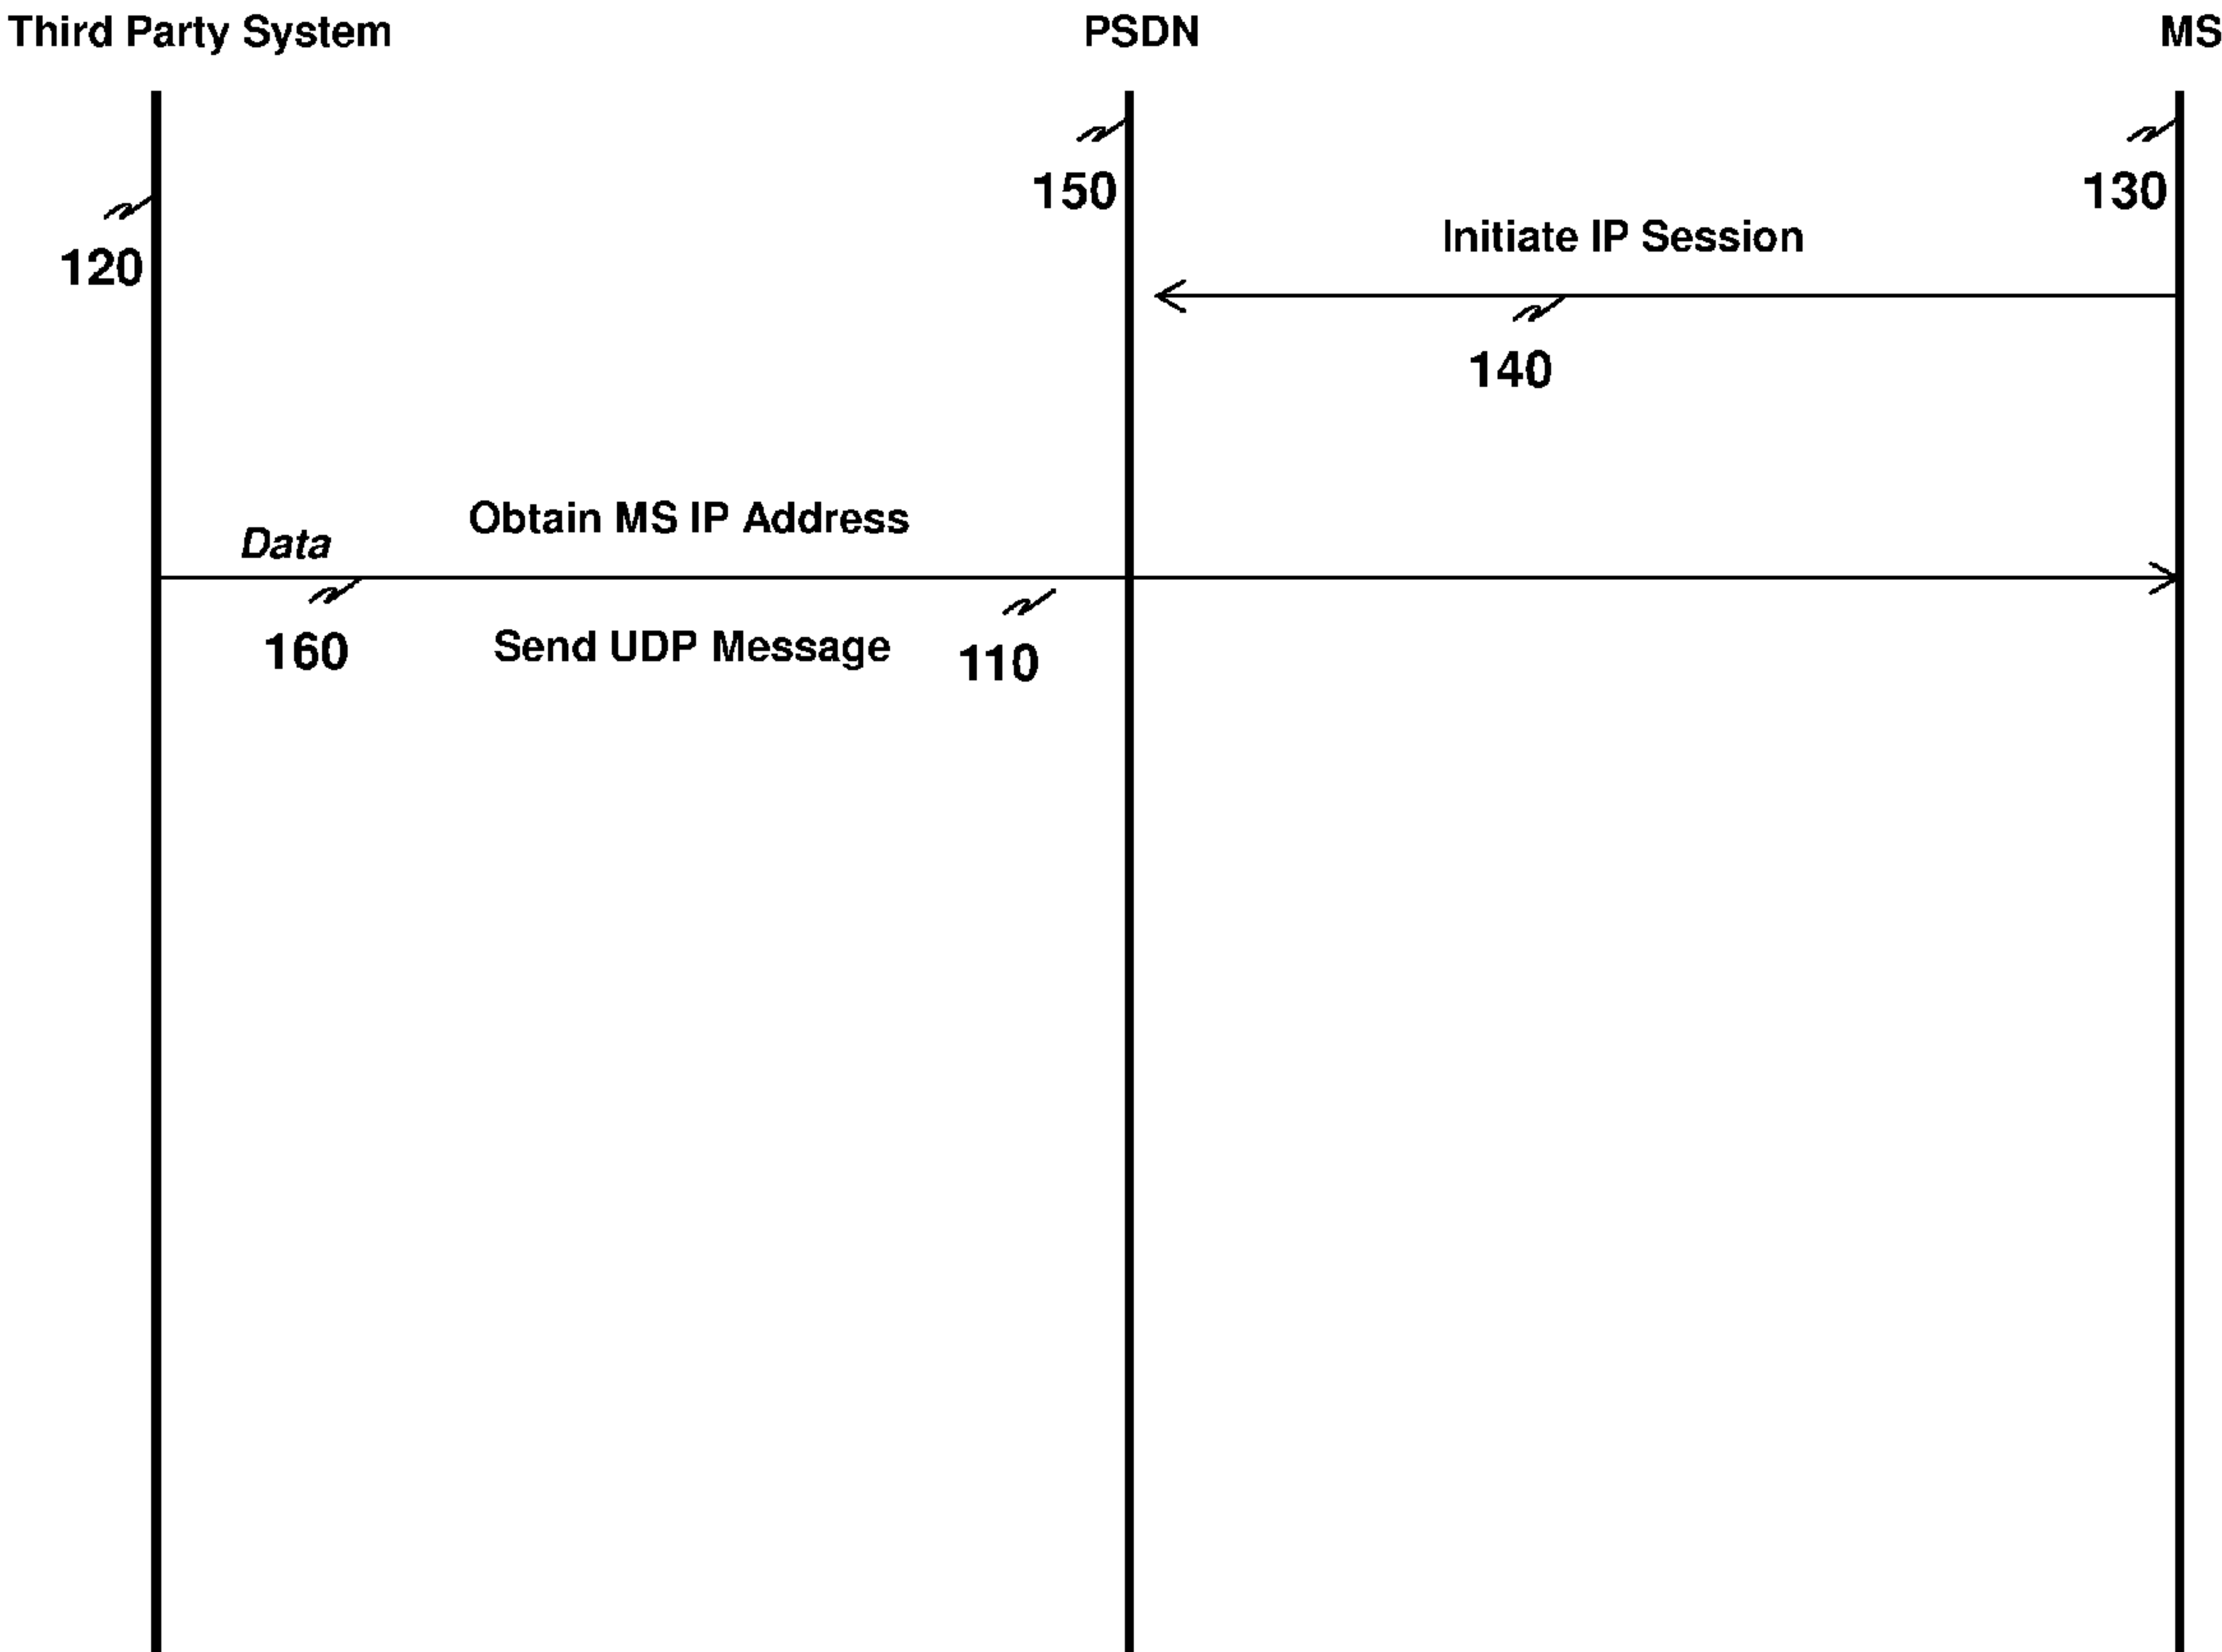 Third Party System
PSDN
MS
150
130
120
Initiate IP Session
140
Obtain MS IP Address
Data
160
Send UDP Message
110